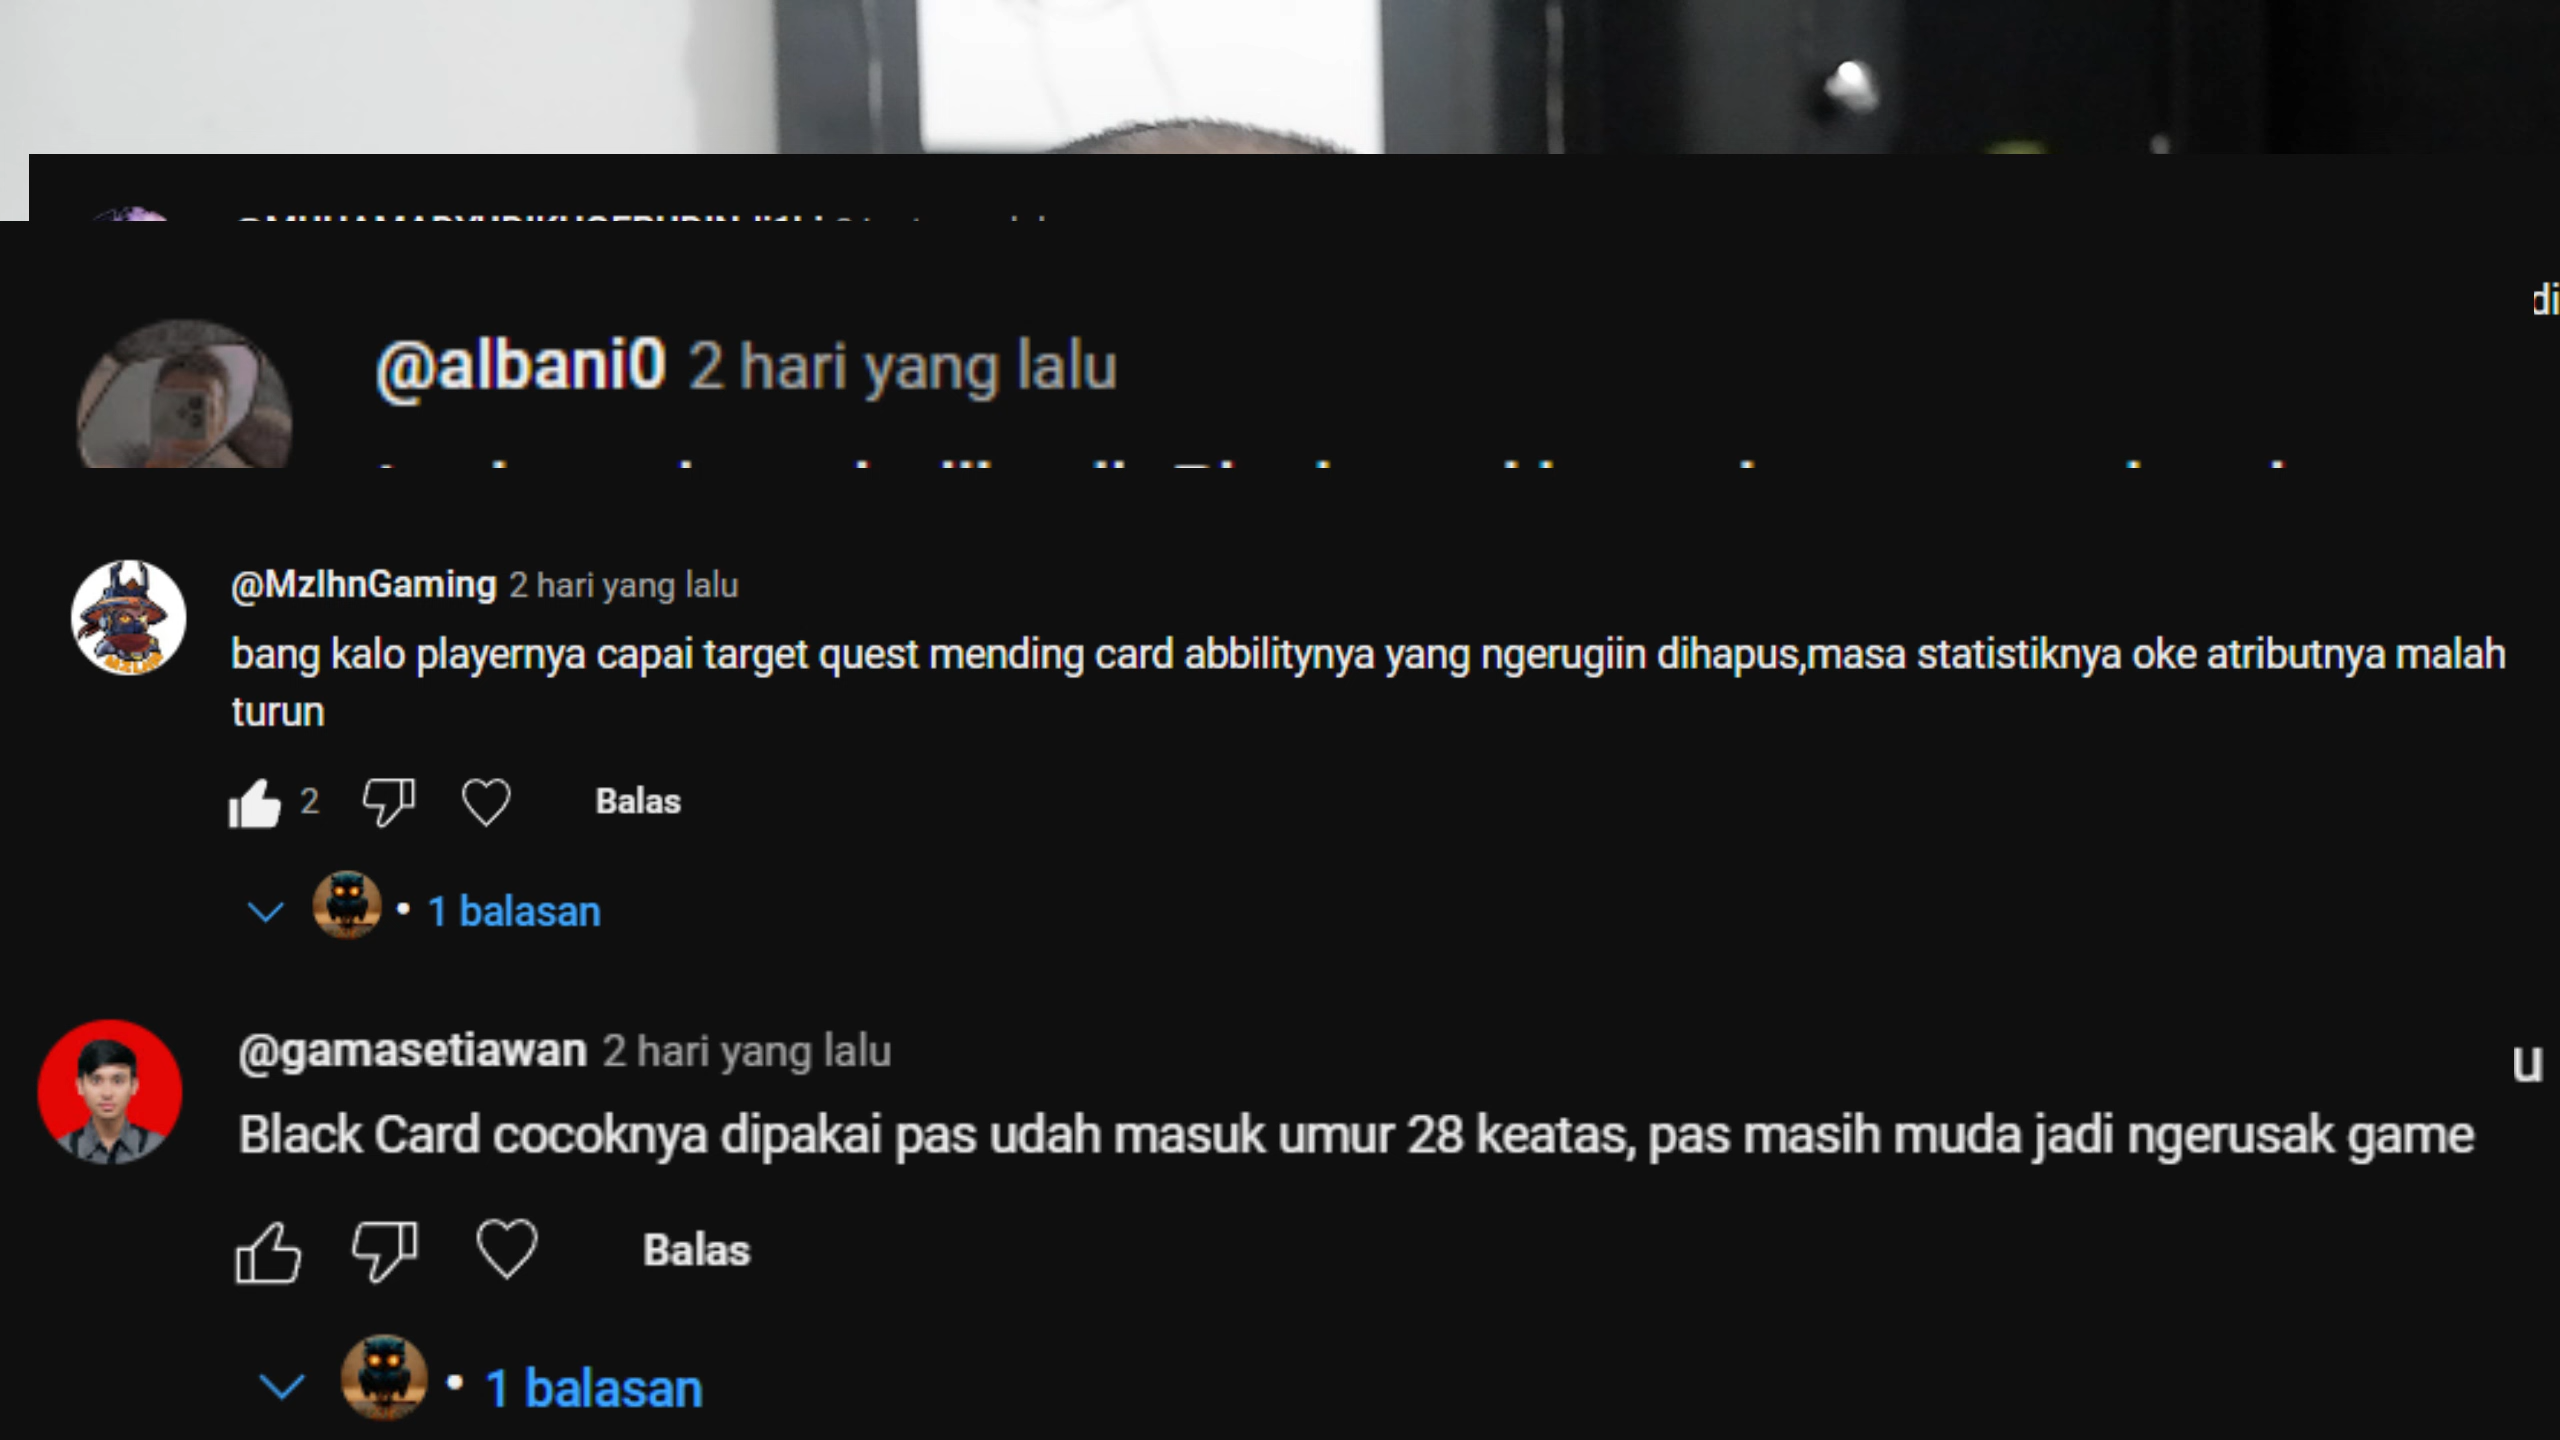 di
@albani0 2 hari yang lalu
@MzlhnGaming 2 hari yang lalu
bang kalo playernya capai target quest mending card abbilitynya yang ngerugiin dihapus,masa statistiknya oke atributnya malah
turun
2 Balas
1 balasan
@gamasetiawan 2 hari yang lalu
u
Black Card cocoknya dipakai pas udah masuk umur 28 keatas, pas masih muda jadi ngerusak game
Balas
1 balasan